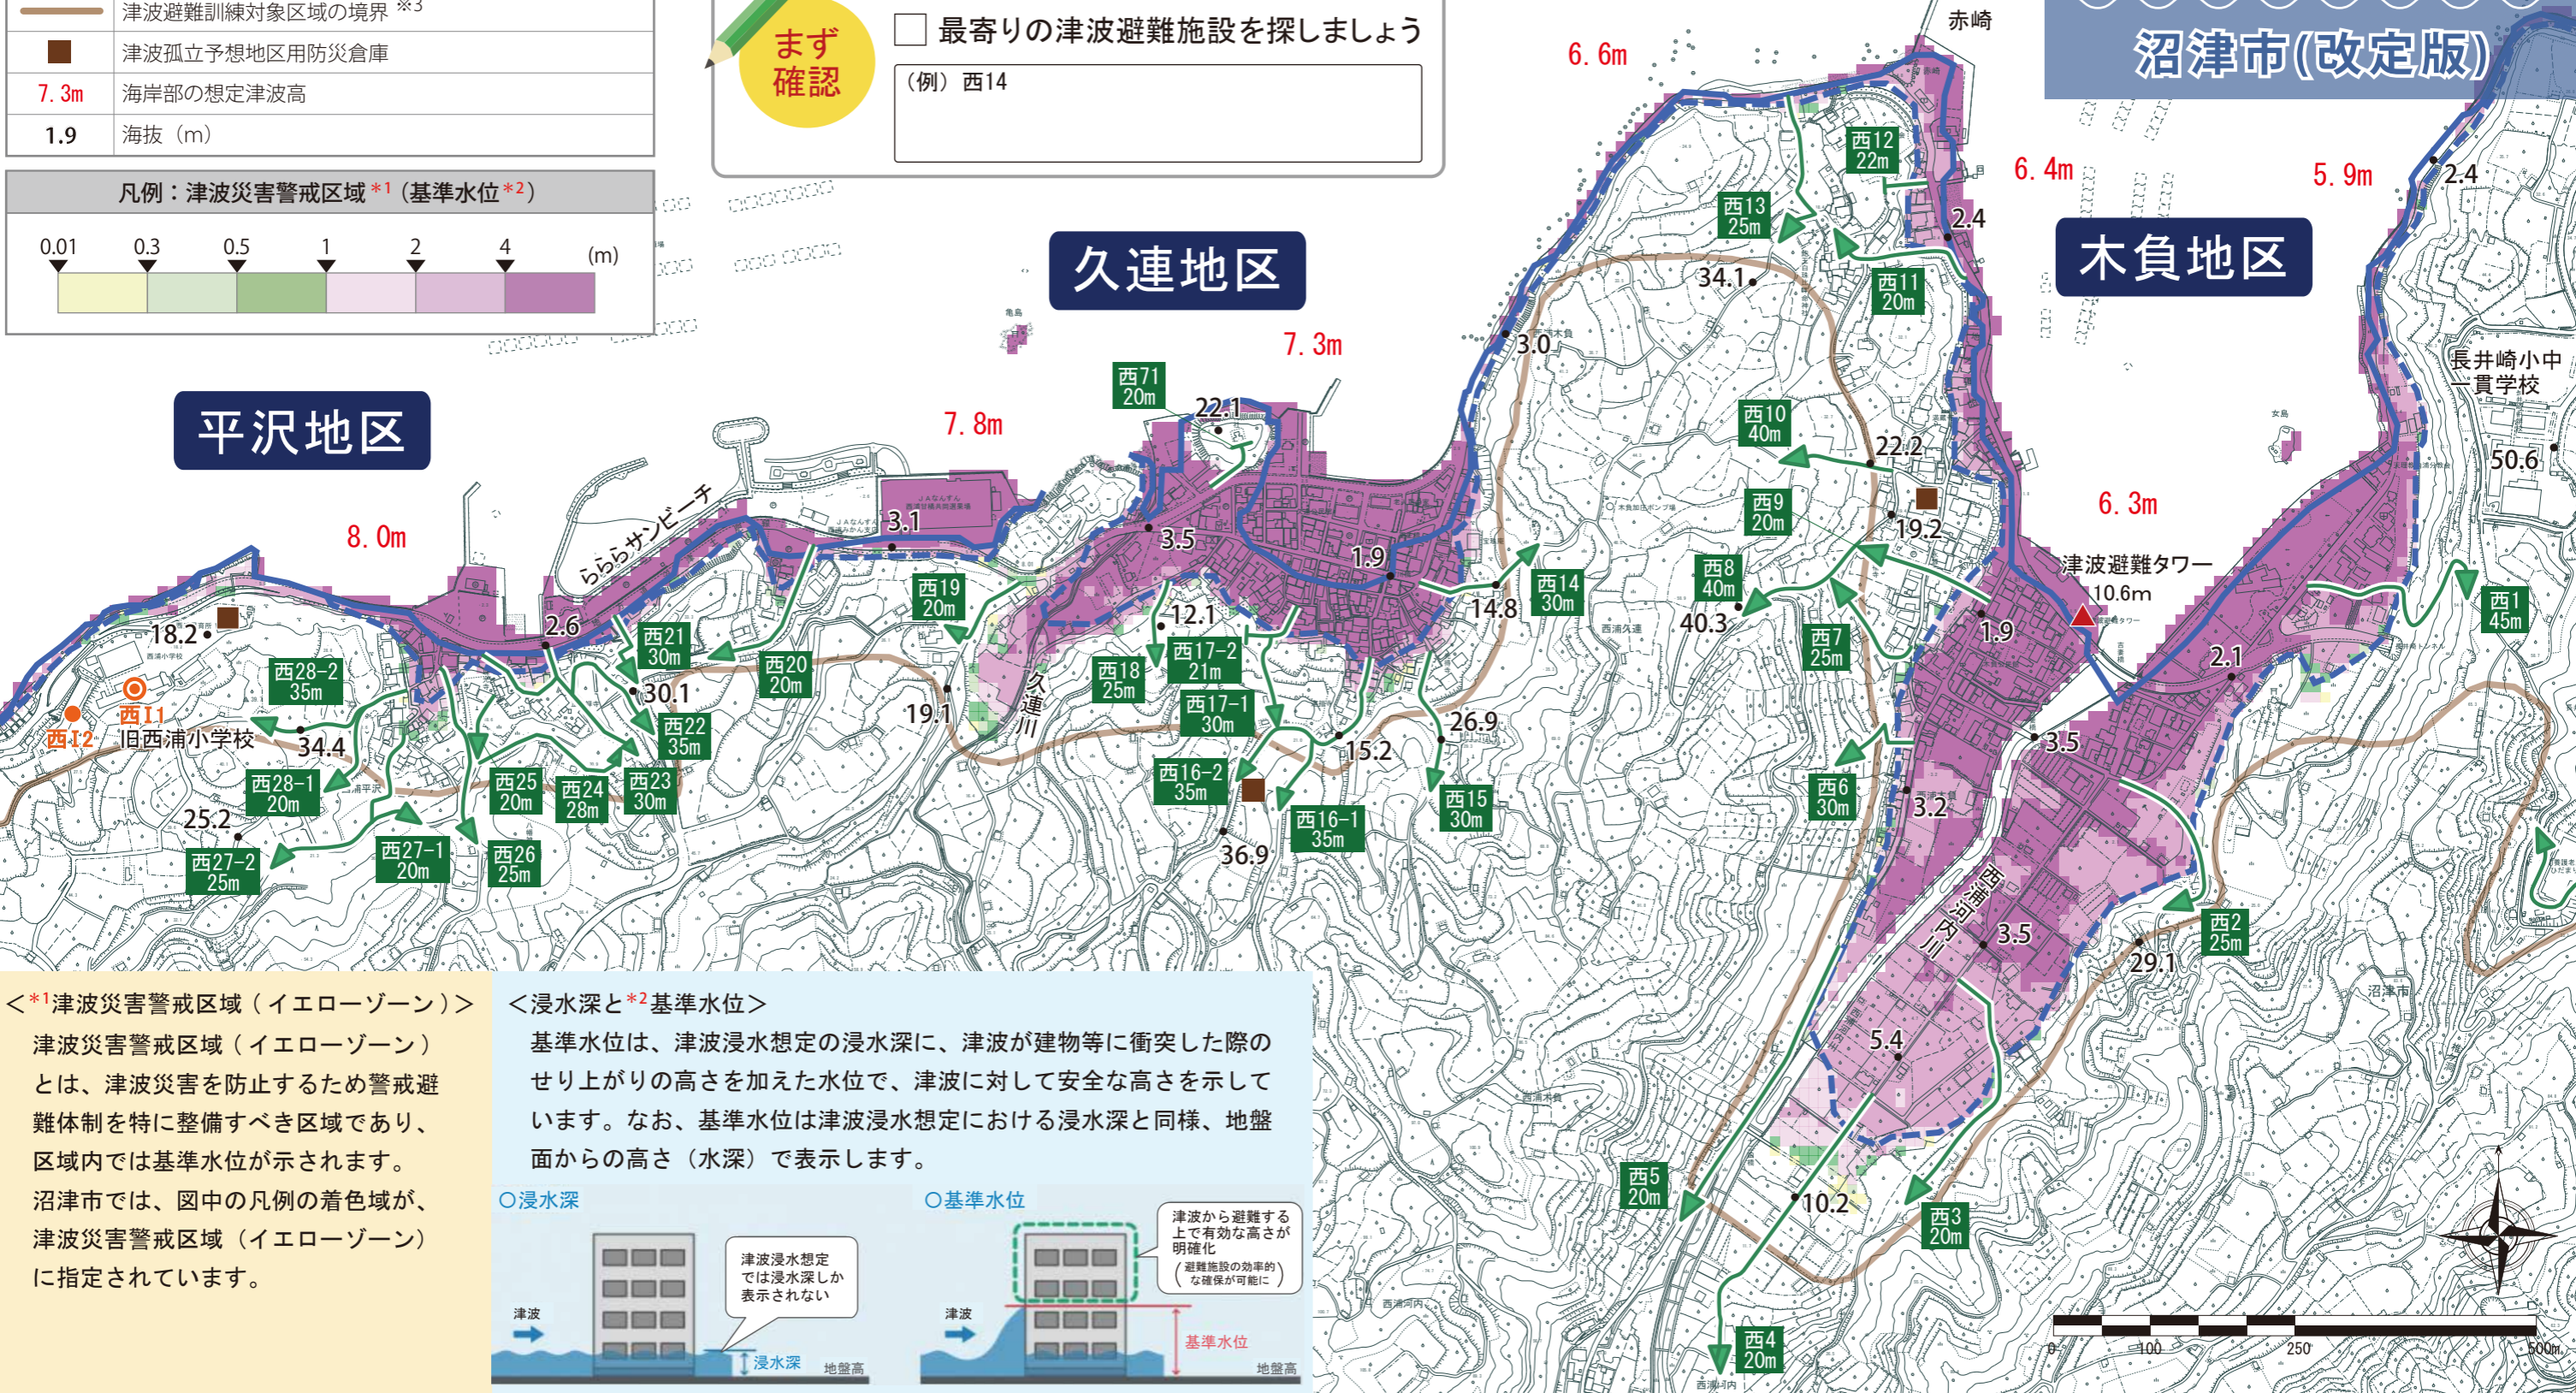 津波避難訓練対象区域の境界 ※3
津波孤立予想地区用防災倉庫
7.3m 海岸部の想定津波高
1.9 海抜（m）
凡例：津波災害警戒区域*1（基準水位*2）
0.01 0.3 0.5 1 2 4 (m)
まず
確認
□ 最寄りの津波避難施設を探しましょう
（例）西14
沼津市(改定版)
平沢地区
久連地区
木負地区
赤崎
赤崎
6.6m
6.4m
5.9m
7.3m
7.8m
8.0m
6.3m
西12
22m
西13
25m
西11
20m
2.4
2.4
34.1
3.0
亀島
女島
長井崎小中
一貫学校
50.6
西71
20m
22.1
西10
40m
22.2
西9
20m
19.2
西8
40m
40.3
西7
25m
津波避難タワー
10.6m
1.9
2.1
西1
45m
ららサンビーチ
3.1
3.5
1.9
西14
30m
14.8
西19
20m
12.1
西18
25m
西17-2
21m
西17-1
30m
久連川
19.1
西16-2
35m
西16-1
35m
15.2
26.9
西15
30m
36.9
18.2
西浦小学校
西I1
旧西浦小学校
西I2
西28-2
35m
34.4
西28-1
20m
25.2
西27-2
25m
西27-1
20m
西26
25m
西25
20m
西24
28m
西23
30m
西22
35m
西21
30m
30.1
西20
20m
2.6
西浦久連
西6
30m
3.5
3.2
西浦河内川
3.5
西2
25m
29.1
沼津市
5.4
西浦木負
西5
20m
10.2
西3
20m
西4
20m
西浦河内
0 100 250 500m
＜*1津波災害警戒区域（イエローゾーン）＞
津波災害警戒区域（イエローゾーン）
とは、津波災害を防止するため警戒避
難体制を特に整備すべき区域であり、
区域内では基準水位が示されます。
沼津市では、図中の凡例の着色域が、
津波災害警戒区域（イエローゾーン）
に指定されています。
＜浸水深と*2基準水位＞
基準水位は、津波浸水想定の浸水深に、津波が建物等に衝突した際の
せり上がりの高さを加えた水位で、津波に対して安全な高さを示して
います。なお、基準水位は津波浸水想定における浸水深と同様、地盤
面からの高さ（水深）で表示します。
○浸水深
津波
津波浸水想定
では浸水深しか
表示されない
浸水深
地盤高
○基準水位
津波
津波から避難する
上で有効な高さが
明確化
（避難施設の効率的
な確保が可能に）
基準水位
地盤高